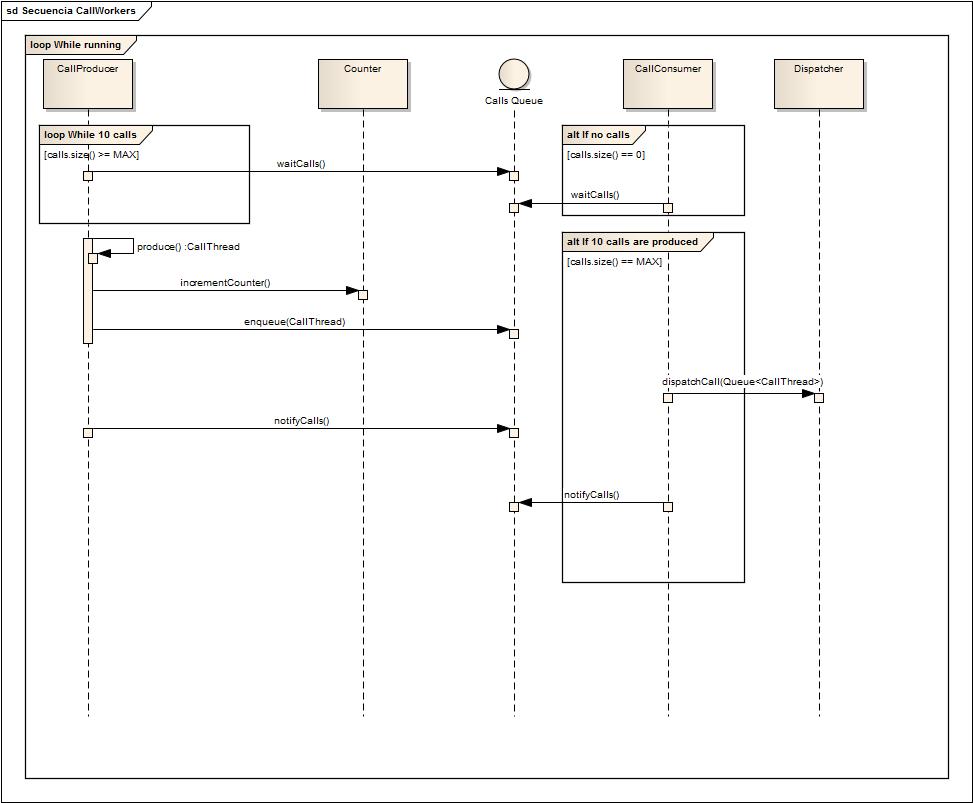 sd Secuencia CallWorkers
loop While running
CallProducer
Counter
Calls Queue
CallConsumer
Dispatcher
loop While 10 calls
[calls.size() >= MAX]
waitCalls()
alt If no calls
[calls.size() == 0]
waitCalls()
produce() :CallThread
alt If 10 calls are produced
[calls.size() == MAX]
incrementCounter()
enqueue(CallThread)
dispatchCall(Queue<CallThread>)
notifyCalls()
notifyCalls()